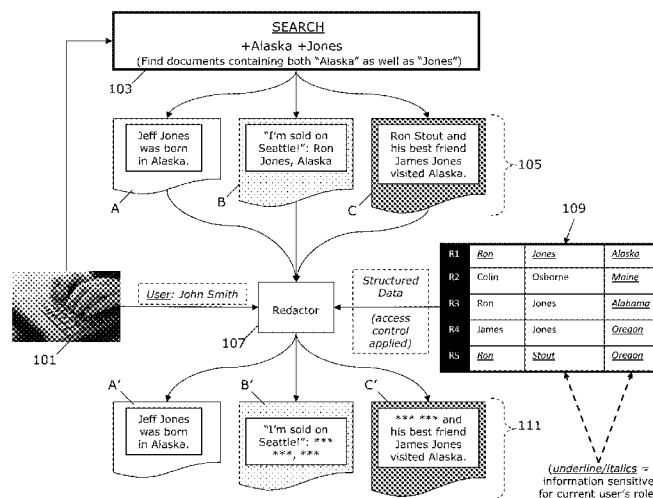 SEARCH
+Alaska +Jones
(Find documents containing both "Alaska" as well as "Jones")
103
Jeff Jones
was born
in Alaska.
A
"I'm sold on
Seattle!": Ron
Jones, Alaska
B
Ron Stout and
his best friend
James Jones
visited Alaska.
C
105
109
R1 Ron Jones Alaska
R2 Colin Osborne Maine
R3 Ron Jones Alabama
R4 James Jones Oregon
R5 Ron Stout Oregon
101
User: John Smith
Redactor
107
Structured
Data
(access
control
applied)
A'
Jeff Jones
was born
in Alaska.
B'
"I'm sold on
Seattle!": ***
***, ***
C'
*** *** and
his best friend
James Jones
visited Alaska.
111
(underline/italics =
information sensitive
for current user's role)